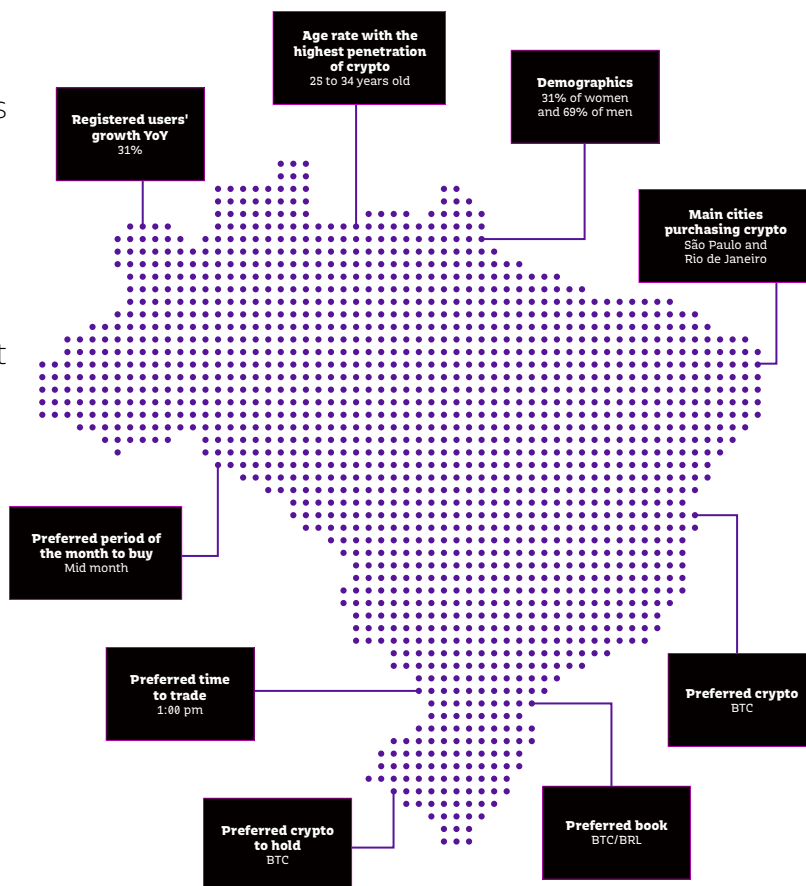 Age rate with the
highest penetration
of crypto
25 to 34 years old
Demographics
31% of women
and 69% of men
Registered users'
growth YoY
31%
s
Main cities
purchasing crypto
São Paulo and
Rio de Janeiro
t
Preferred period of
the month to buy
Mid month
Preferred time
to trade
1:00 pm
Preferred crypto
BTC
Preferred book
BTC/BRL
Preferred crypto
to hold
BTC